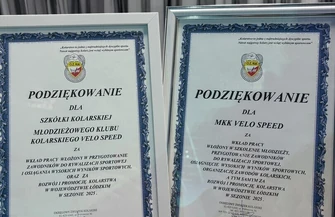 PODZIĘKOWANIE
DLA
SZKÓŁKI KOLARSKIEJ
MŁODZIEŻOWEGO KLUBU
KOLARSKIEGO VELO SPEED
ZA
WKŁAD PRACY WŁOŻONY W PRZYGOTOWANIE
ZAWODNIKÓW DO RYWALIZACJI SPORTOWEJ
I OSIĄGANIA WYSOKICH WYNIKÓW SPORTOWYCH,
ORAZ ZA
ROZWÓJ I PROMOCJĘ KOLARSTWA
W WOJEWÓDZTWIE ŁÓDZKIM
W SEZONIE 2025
PODZIĘKOWANIE
DLA
MKK VELO SPEED
ZA
WKŁAD PRACY WŁOŻONY W SZKOLENIE MŁODZIEŻY,
PRZYGOTOWANIE ZAWODNIKÓW
DO RYWALIZACJI SPORTOWEJ,
OSIĄGNIĘCIE WYSOKICH WYNIKÓW SPORTOWYCH,
ORGANIZACJĘ ZAWODÓW KOLARSKICH,
A TYM SAMYM ZA
ROZWÓJ I PROMOCJĘ KOLARSTWA
W WOJEWÓDZTWIE ŁÓDZKIM
W SEZONIE 2025